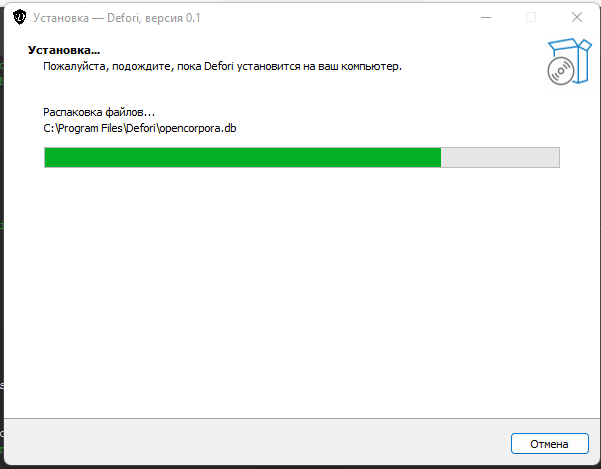 Установка — Defori, версия 0.1
Установка...
Пожалуйста, подождите, пока Defori установится на ваш компьютер.
Распаковка файлов...
C:\Program Files\Defori\opencorpora.db
Отмена